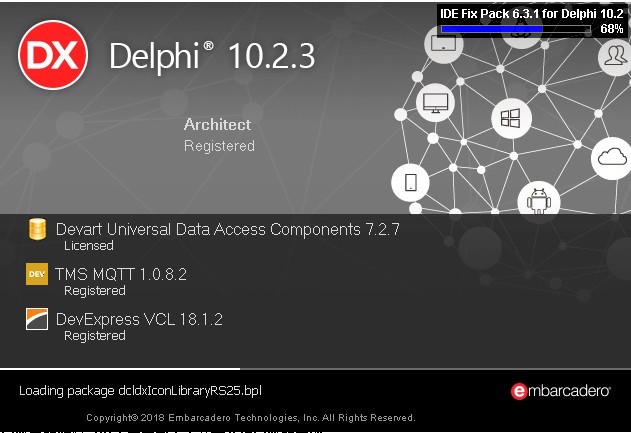 IDE Fix Pack 6.3.1 for Delphi 10.2
68%
DX Delphi® 10.2.3
Architect
Registered
Devart Universal Data Access Components 7.2.7
Licensed
DEV TMS MQTT 1.0.8.2
Registered
DevExpress VCL 18.1.2
Registered
Loading package dcldxIconLibraryRS25.bpl
embarcadero®
Copyright© 2018 Embarcadero Technologies, Inc. All Rights Reserved.